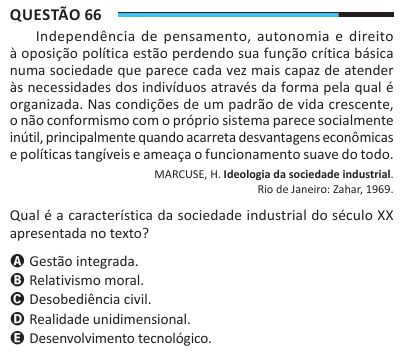 QUESTÃO 66
Independência de pensamento, autonomia e direito
à oposição política estão perdendo sua função crítica básica
numa sociedade que parece cada vez mais capaz de atender
às necessidades dos indivíduos através da forma pela qual é
organizada. Nas condições de um padrão de vida crescente,
o não conformismo com o próprio sistema parece socialmente
inútil, principalmente quando acarreta desvantagens econômicas
e políticas tangíveis e ameaça o funcionamento suave do todo.
MARCUSE, H. Ideologia da sociedade industrial.
Rio de Janeiro: Zahar, 1969.
Qual é a característica da sociedade industrial do século XX
apresentada no texto?
A Gestão integrada.
B Relativismo moral.
C Desobediência civil.
D Realidade unidimensional.
E Desenvolvimento tecnológico.